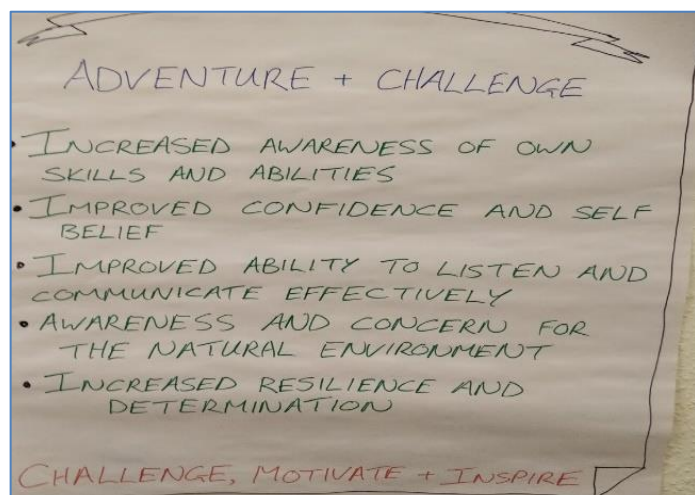 ADVENTURE + CHALLENGE
• INCREASED AWARENESS OF OWN
SKILLS AND ABILITIES
• IMPROVED CONFIDENCE AND SELF
BELIEF
• IMPROVED ABILITY TO LISTEN AND
COMMUNICATE EFFECTIVELY
• AWARENESS AND CONCERN FOR
THE NATURAL ENVIRONMENT
• INCREASED RESILIENCE AND
DETERMINATION
CHALLENGE, MOTIVATE + INSPIRE